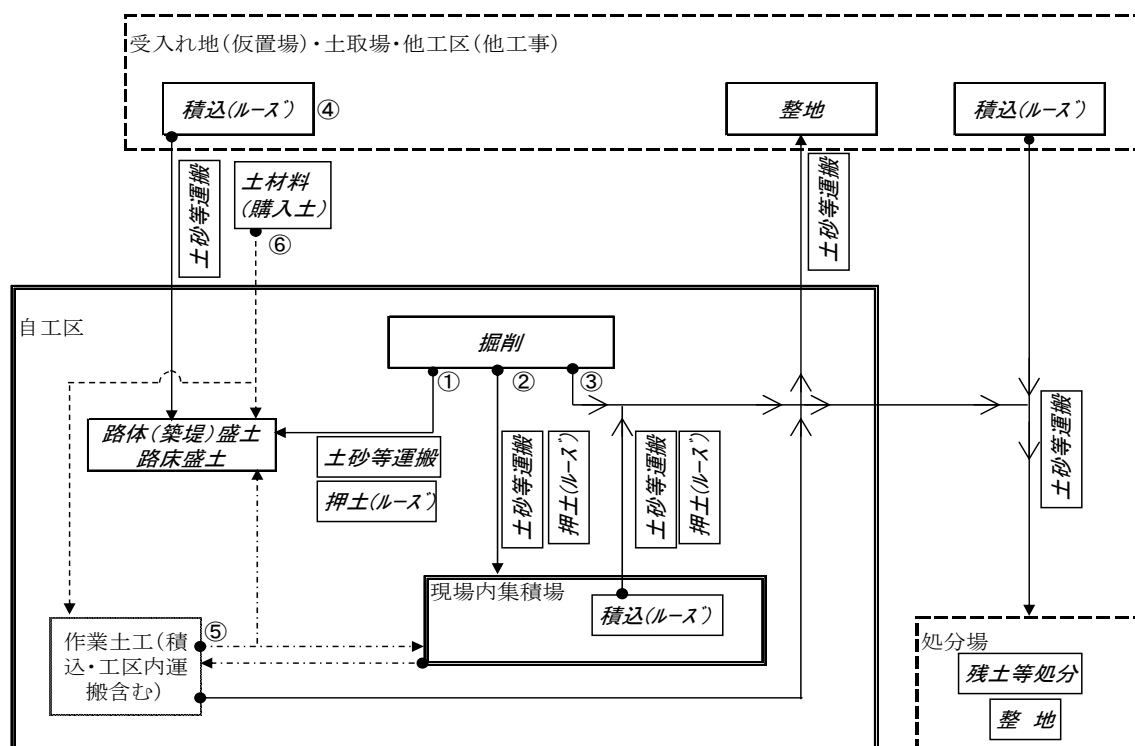 受入れ地(仮置場)・土取場・他工区(他工事)
積込(ルーズ)
④
整地
積込(ルーズ)
土砂等運搬
土材料
(購入土)
⑥
土砂等運搬
自工区
掘削
①
②
③
路体(築堤)盛土
路床盛土
土砂等運搬
押土(ルーズ)
土砂等運搬
押土(ルーズ)
土砂等運搬
押土(ルーズ)
土砂等運搬
現場内集積場
積込(ルーズ)
作業土工(積
込・工区内運
搬含む)
⑤
処分場
残土等処分
整 地